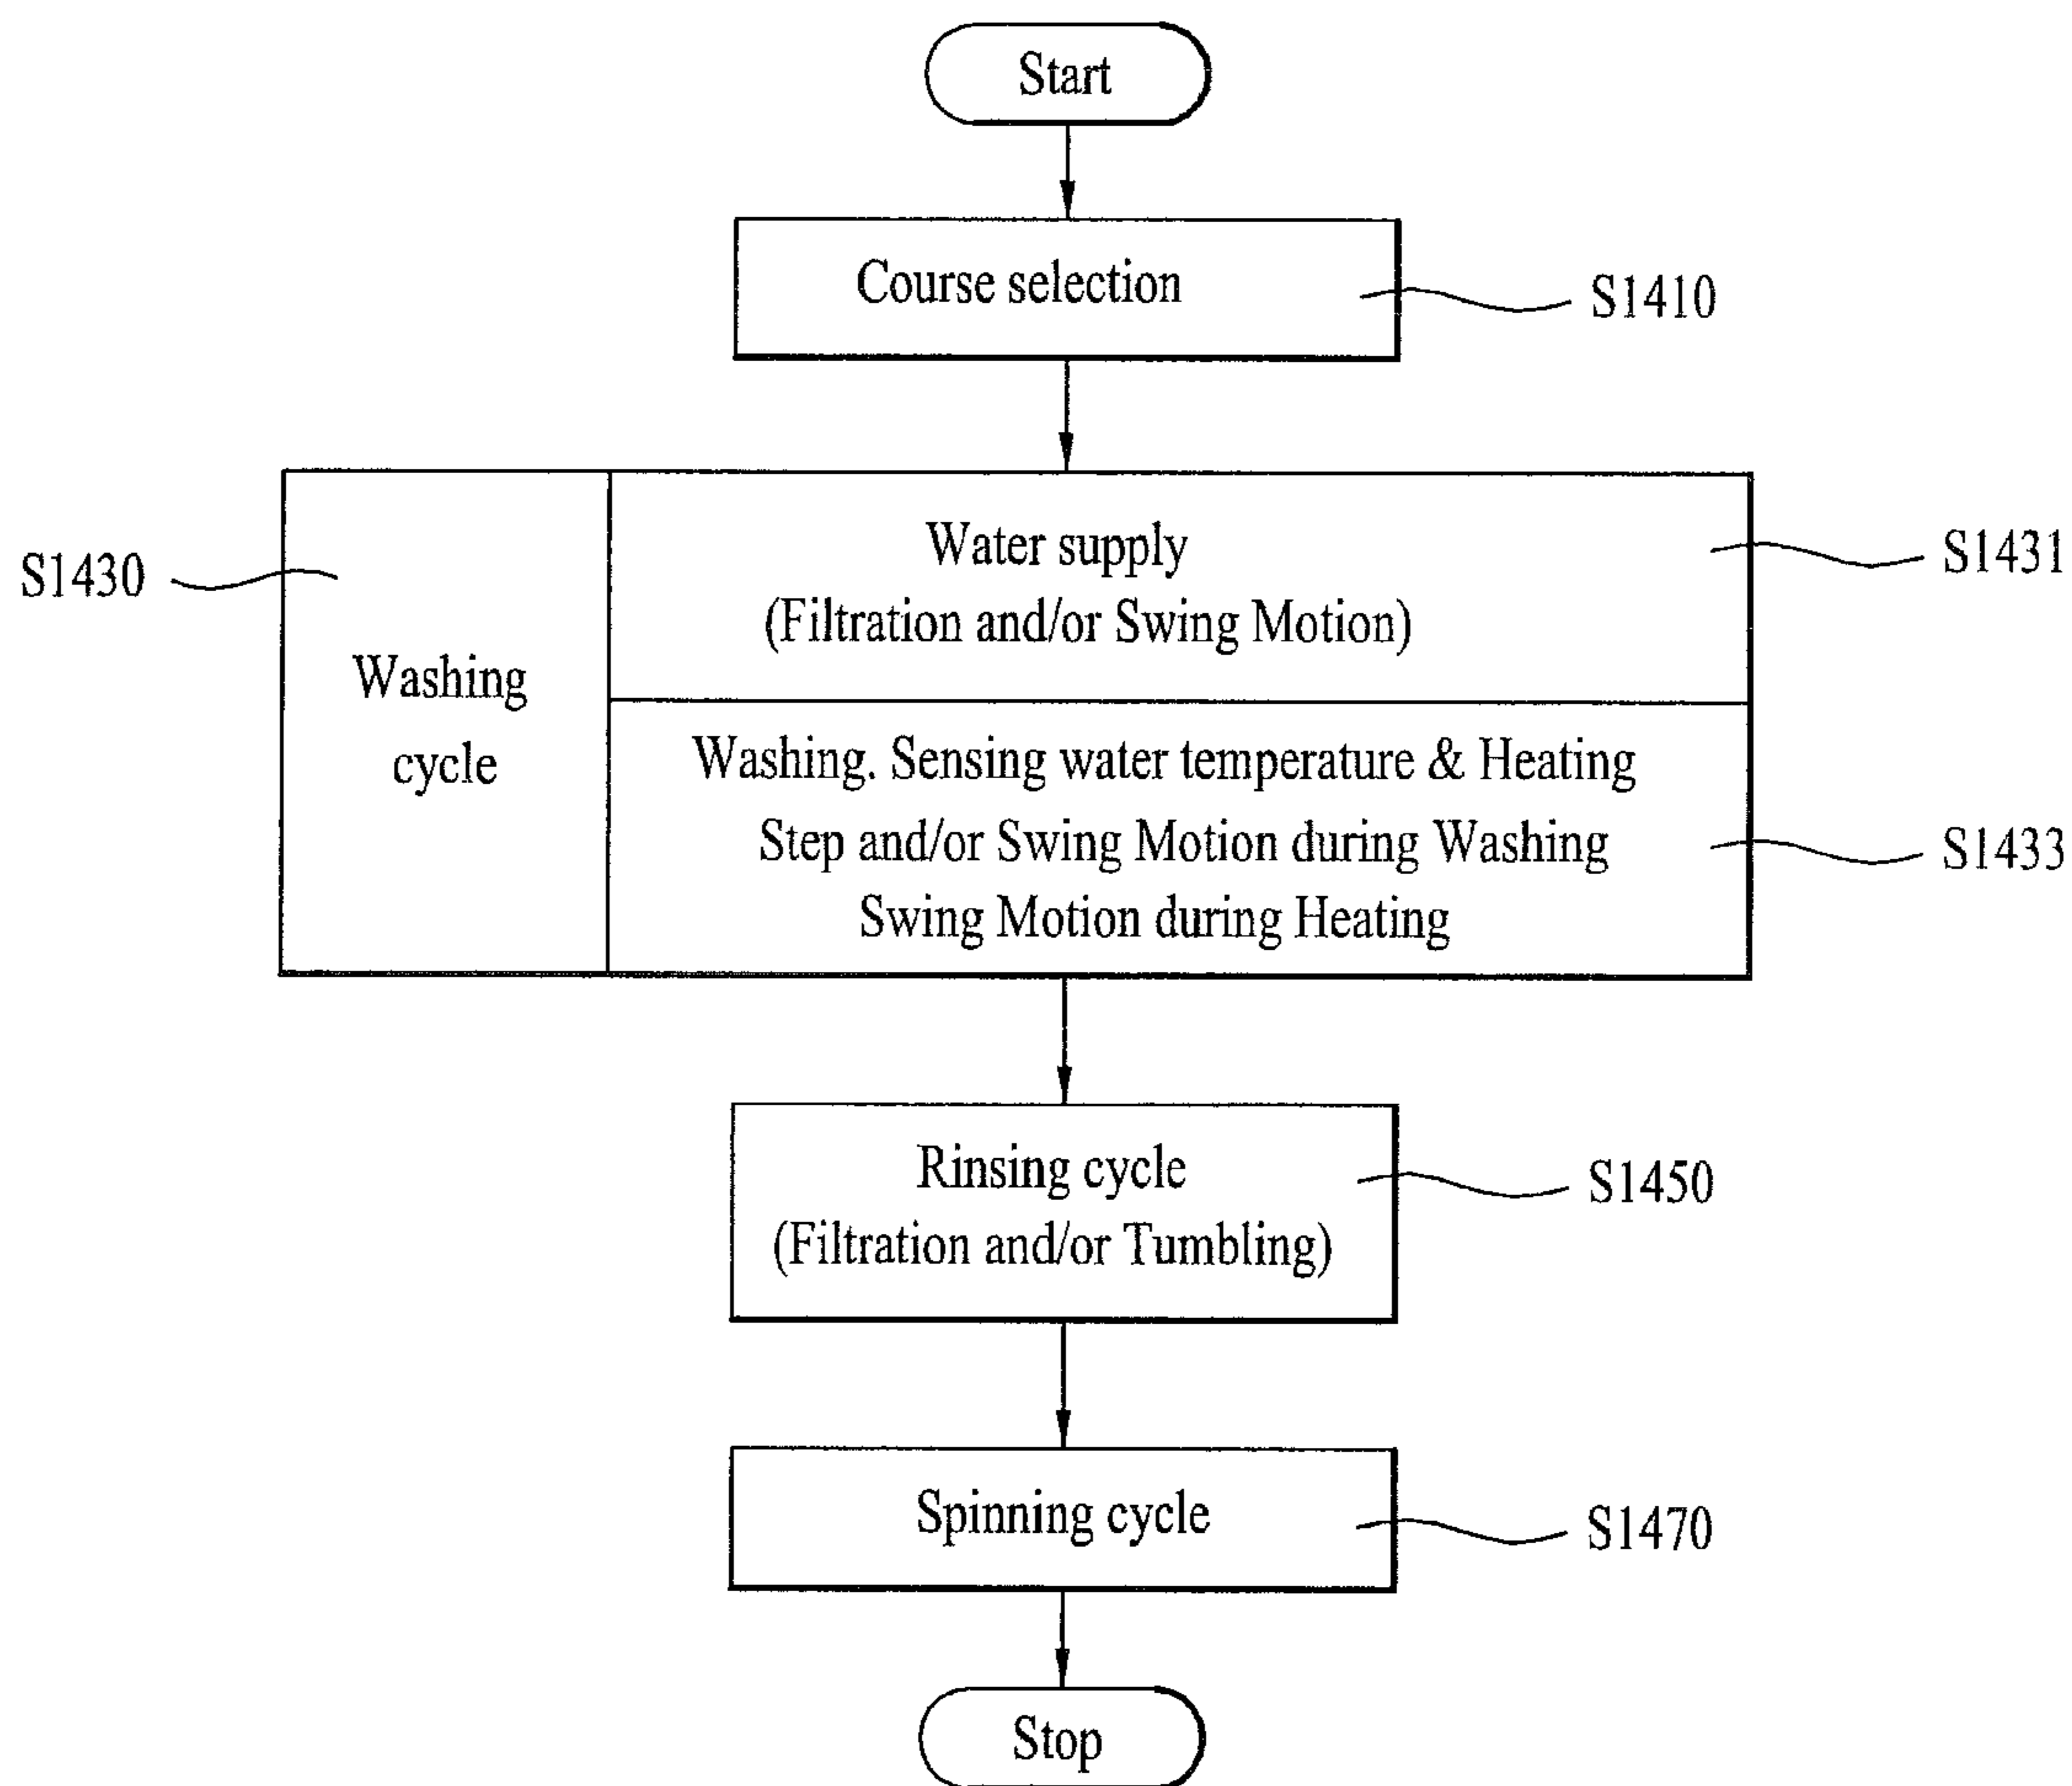 Start
Course selection
S1410
S1430
Washing
cycle
Water supply
(Filtration and/or Swing Motion)
S1431
Washing. Sensing water temperature & Heating
Step and/or Swing Motion during Washing
Swing Motion during Heating
S1433
Rinsing cycle
(Filtration and/or Tumbling)
S1450
Spinning cycle
S1470
Stop